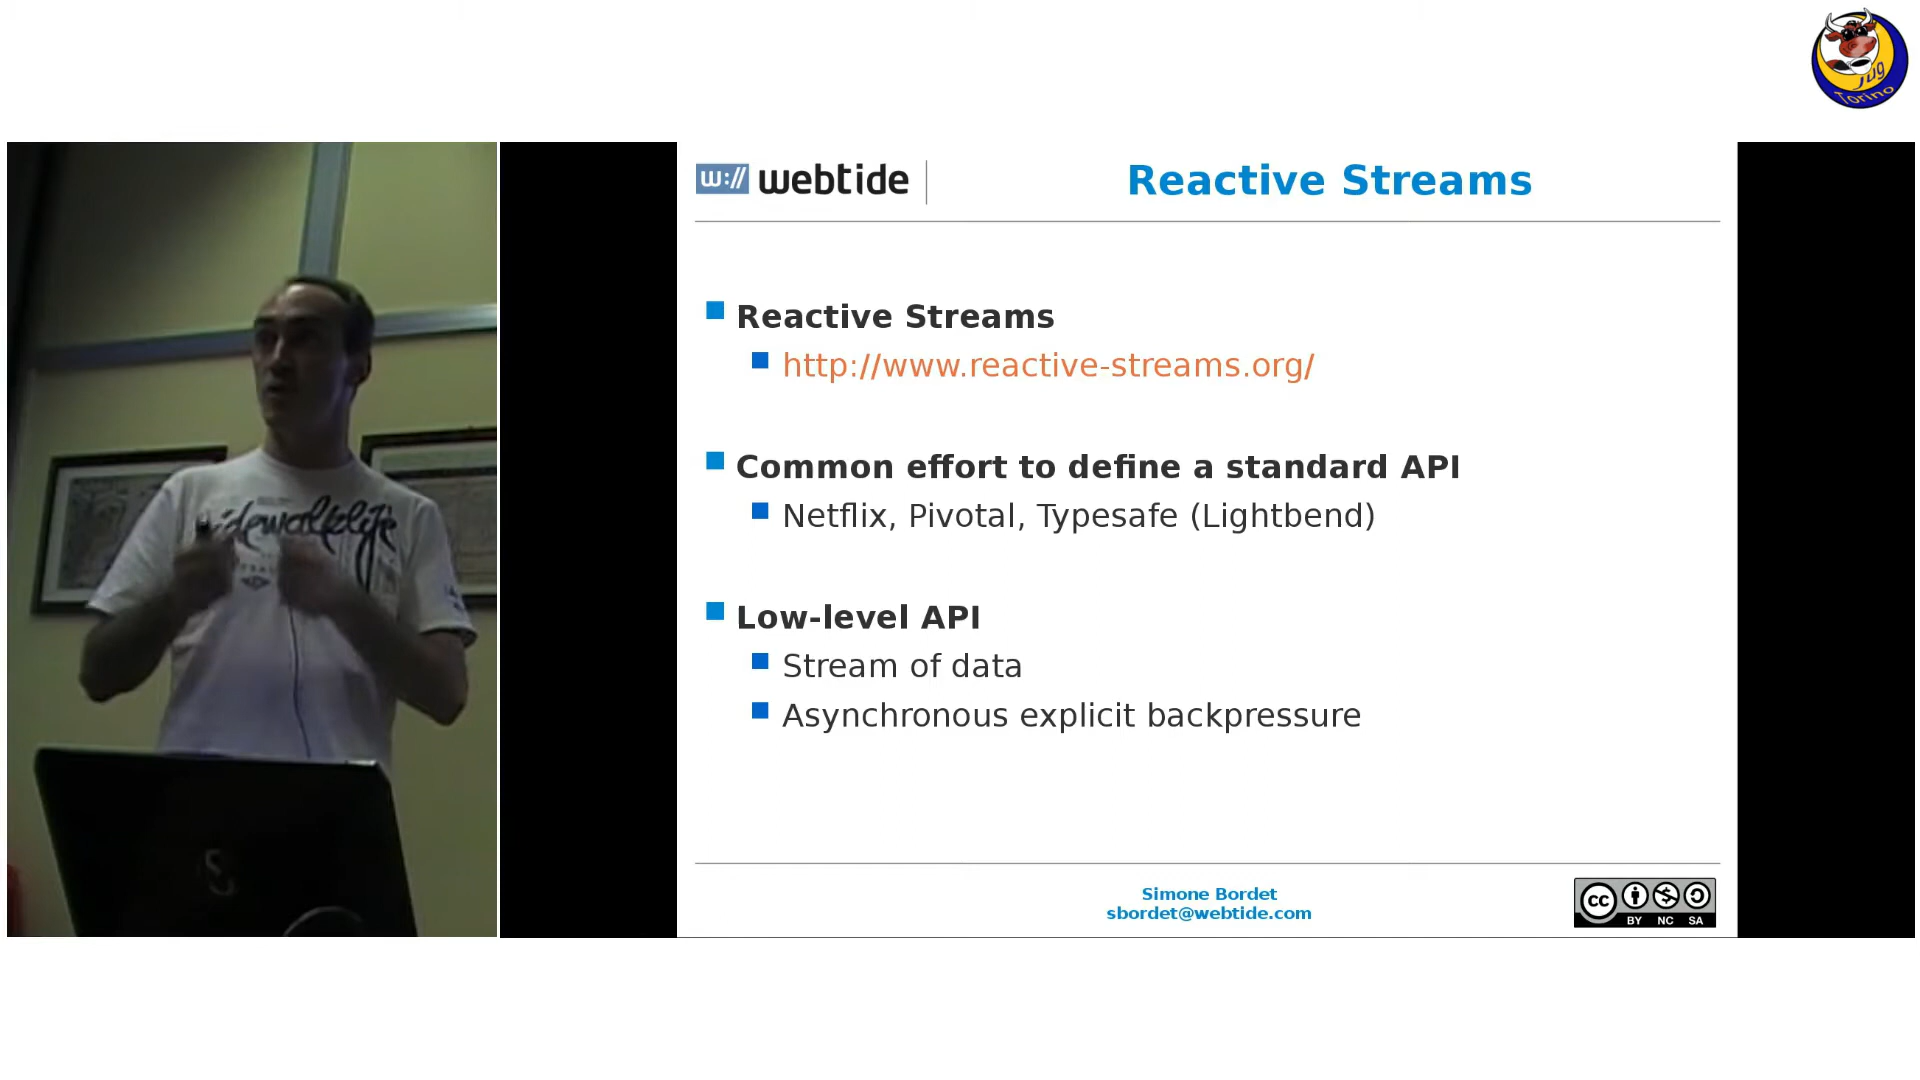 jug
Torino
w:// webtide
Reactive Streams
Reactive Streams
http://www.reactive-streams.org/
Common effort to define a standard API
Netflix, Pivotal, Typesafe (Lightbend)
Low-level API
Stream of data
Asynchronous explicit backpressure
Simone Bordet
sbordet@webtide.com
cc
BY NC SA